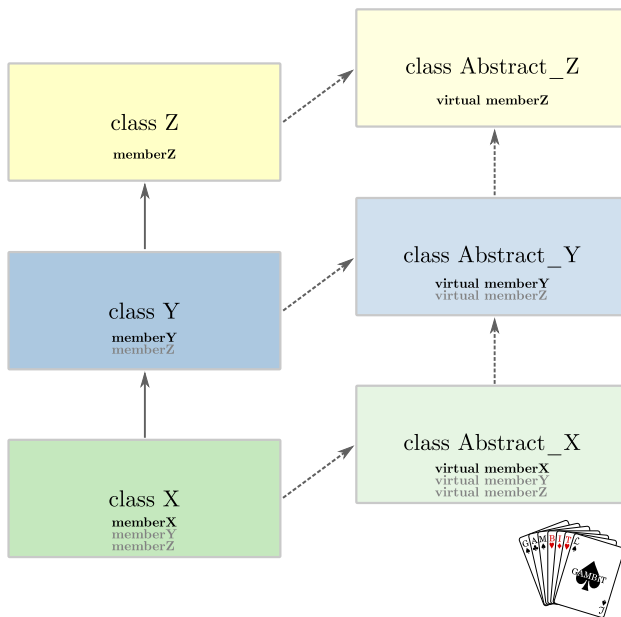 class Abstract_Z
virtual memberZ
class Z
memberZ
class Abstract_Y
virtual memberY
virtual memberZ
class Y
memberY
memberZ
class Abstract_X
virtual memberX
virtual memberY
virtual memberZ
class X
memberX
memberY
memberZ
G A M B I T L
GAMBIT
L